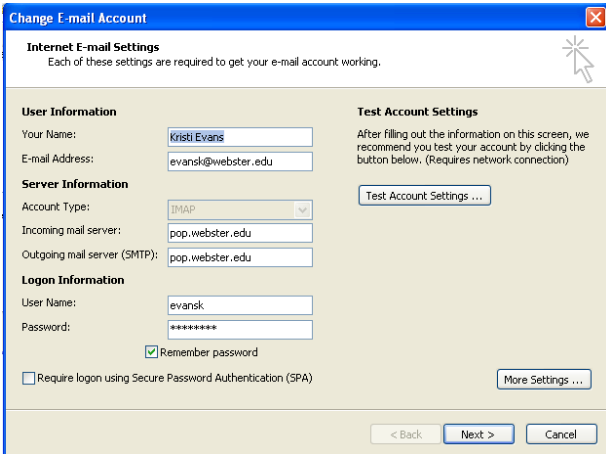 Change E-mail Account
Internet E-mail Settings
Each of these settings are required to get your e-mail account working.
User Information
Your Name: Kristi Evans
E-mail Address: evansk@webster.edu
Server Information
Account Type: IMAP
Incoming mail server: pop.webster.edu
Outgoing mail server (SMTP): pop.webster.edu
Logon Information
User Name: evansk
Password: ********
Remember password
Require logon using Secure Password Authentication (SPA)
Test Account Settings
After filling out the information on this screen, we
recommend you test your account by clicking the
button below. (Requires network connection)
Test Account Settings ...
More Settings ...
< Back Next > Cancel